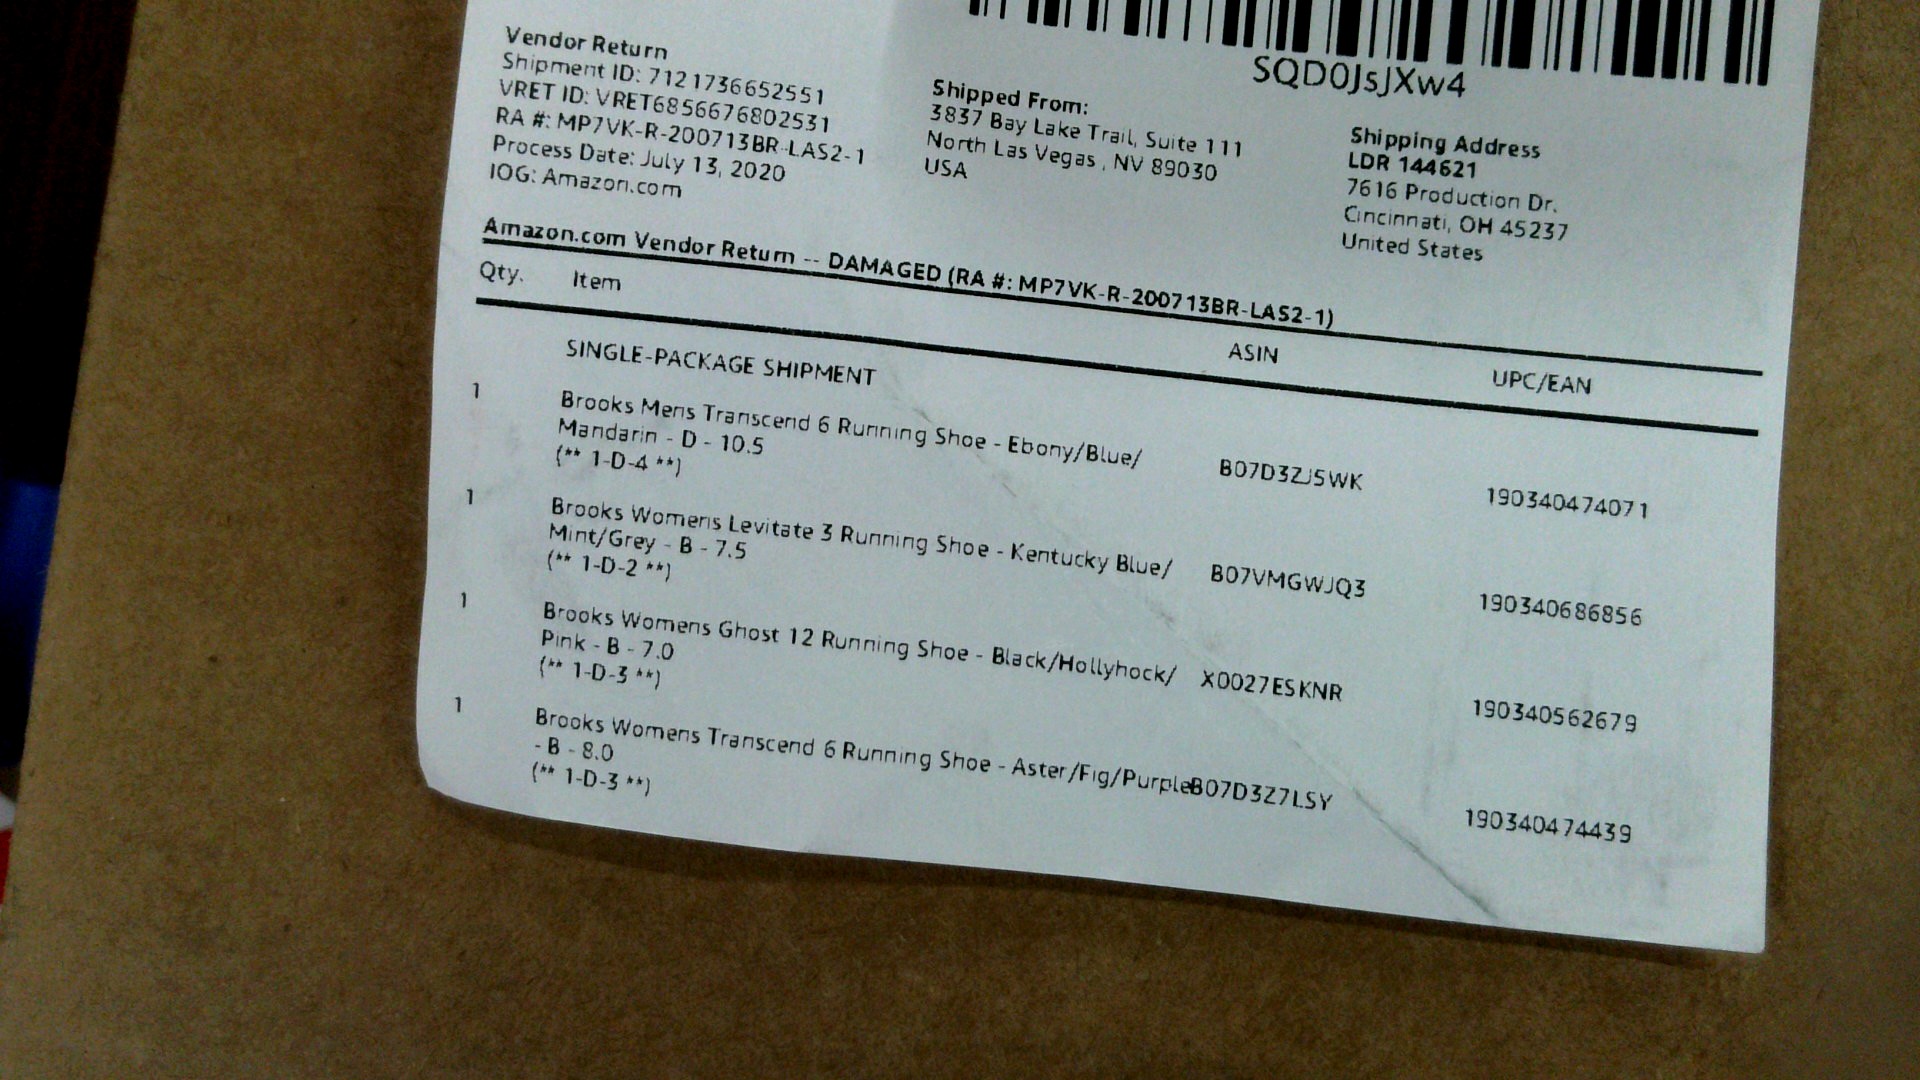 SQD0JsJXw4
Vendor Return
Shipment ID: 7121736652551
VRET ID: VRET6856676802531
RA #: MP7VK-R-200713BR-LAS2-1
Process Date: July 13, 2020
IOG: Amazon.com
Shipped From:
3837 Bay Lake Trail, Suite 111
North Las Vegas , NV 89030
USA
Shipping Address
LDR 144621
7616 Production Dr.
Cincinnati, OH 45237
United States
Amazon.com Vendor Return -- DAMAGED (RA #: MP7VK-R-200713BR-LAS2-1)
Qty. Item ASIN UPC/EAN
SINGLE-PACKAGE SHIPMENT
1 Brooks Mens Transcend 6 Running Shoe - Ebony/Blue/ B07D3ZJ5WK 190340474071
Mandarin - D - 10.5
(** 1-D-4 **)
1 Brooks Womens Levitate 3 Running Shoe - Kentucky Blue/ B07VMGWJQ3 190340686856
Mint/Grey - B - 7.5
(** 1-D-2 **)
1 Brooks Womens Ghost 12 Running Shoe - Black/Hollyhock/ X0027ESKNR 190340562679
Pink - B - 7.0
(** 1-D-3 **)
1 Brooks Womens Transcend 6 Running Shoe - Aster/Fig/Purple B07D3Z7LSY 190340474439
- B - 8.0
(** 1-D-3 **)